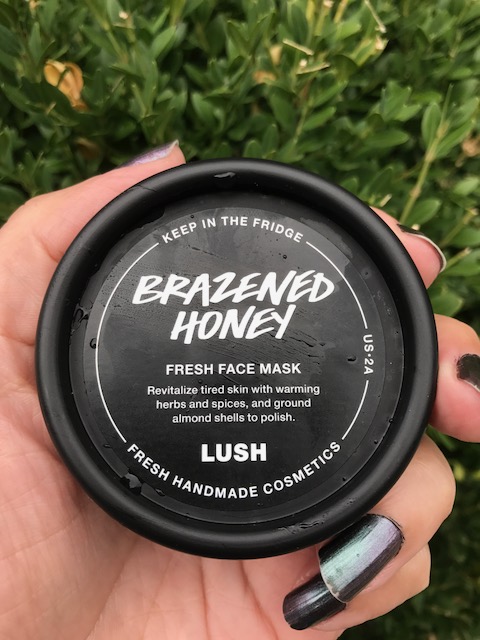 KEEP IN THE FRIDGE
BRAZENED
HONEY
US•2A
FRESH FACE MASK
Revitalize tired skin with warming
herbs and spices, and ground
almond shells to polish.
LUSH
FRESH HANDMADE COSMETICS